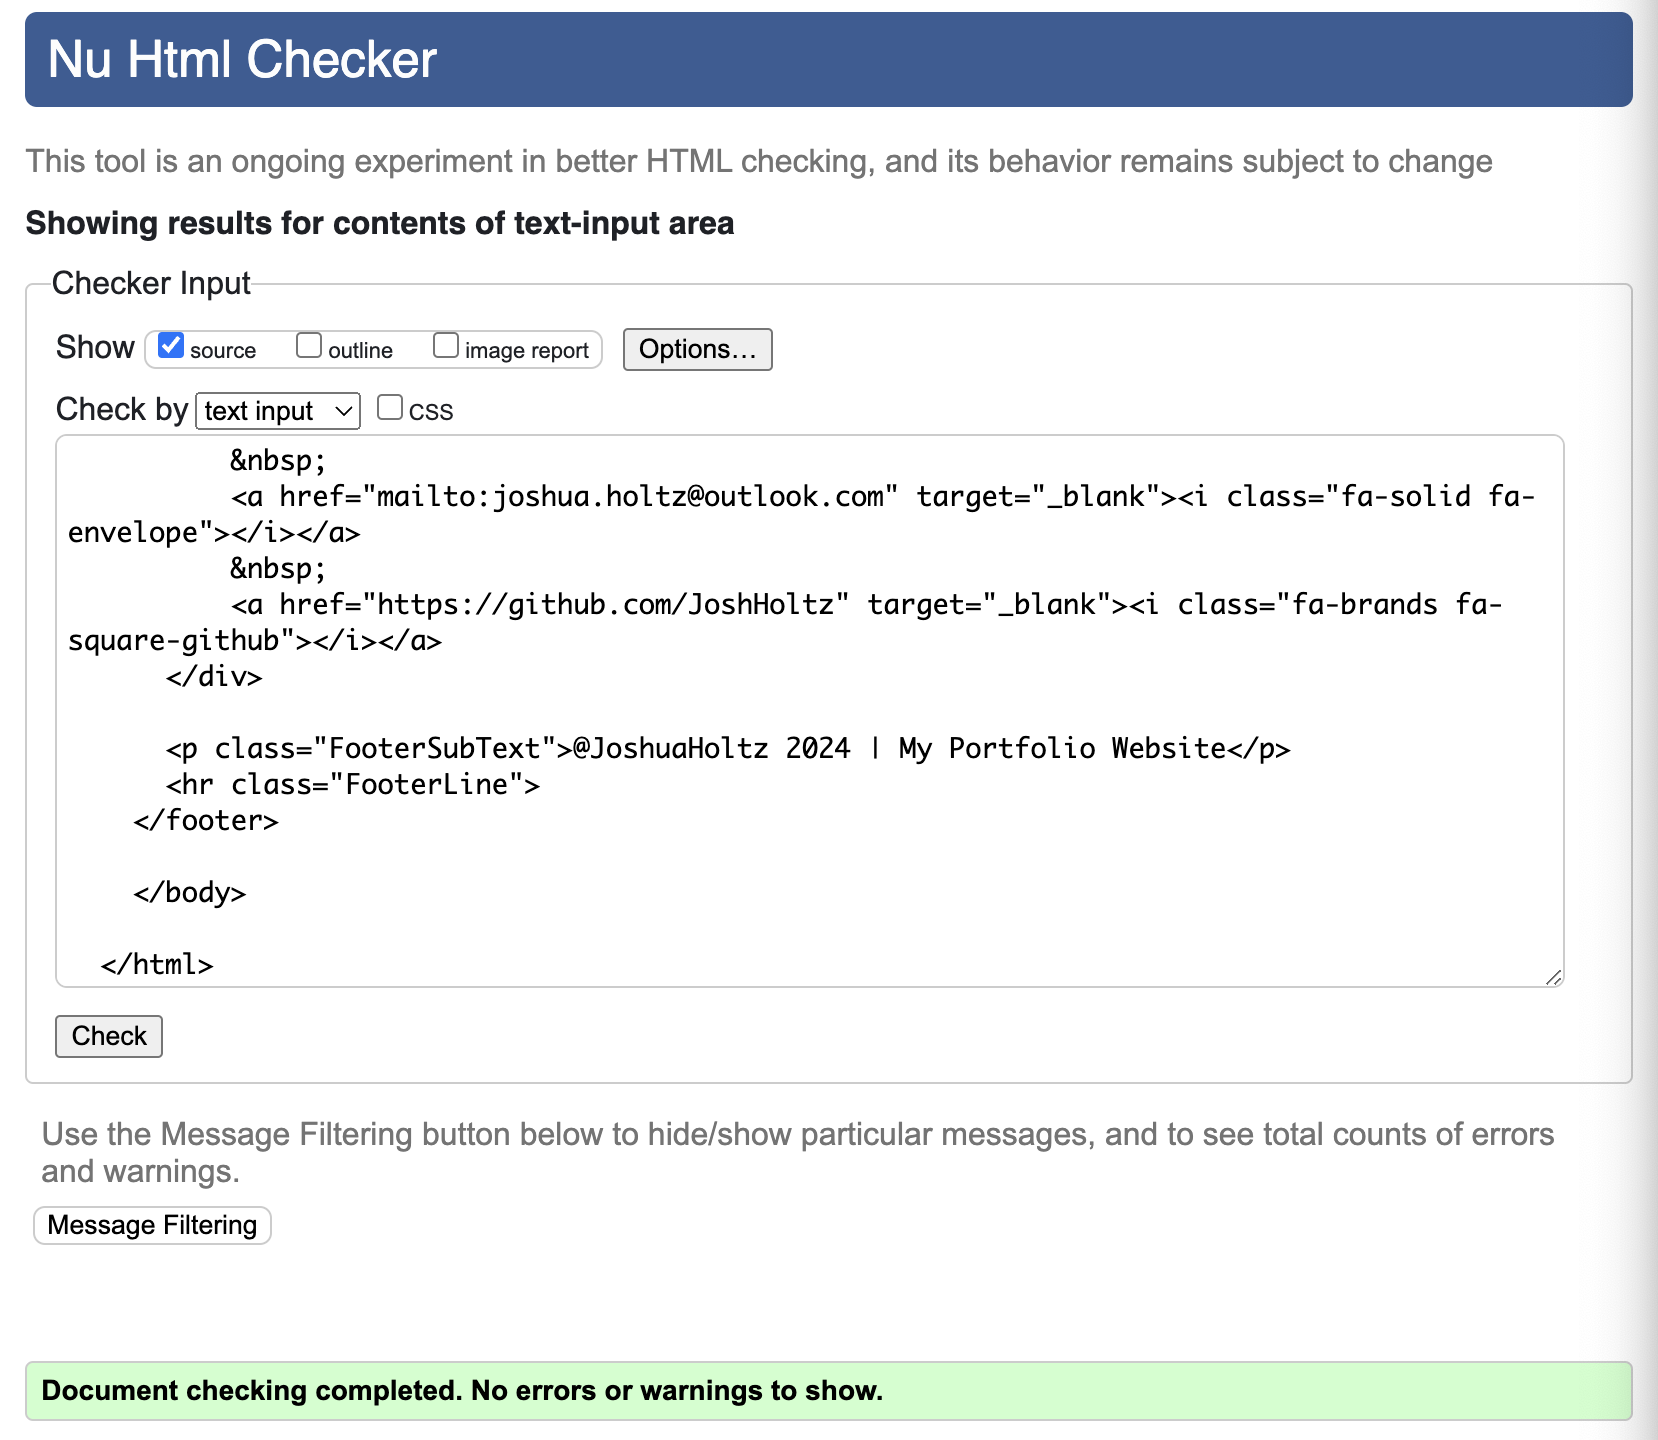 Nu Html Checker
This tool is an ongoing experiment in better HTML checking, and its behavior remains subject to change
Showing results for contents of text-input area
Checker Input
Show source outline image report Options...
Check by text input CSS
&nbsp;
<a href="mailto:joshua.holtz@outlook.com" target="_blank"><i class="fa-solid fa-
envelope"></i></a>
&nbsp;
<a href="https://github.com/JoshHoltz" target="_blank"><i class="fa-brands fa-
square-github"></i></a>
</div>
<p class="FooterSubText">@JoshuaHoltz 2024 | My Portfolio Website</p>
<hr class="FooterLine">
</footer>
</body>
</html>
Check
Use the Message Filtering button below to hide/show particular messages, and to see total counts of errors
and warnings.
Message Filtering
Document checking completed. No errors or warnings to show.